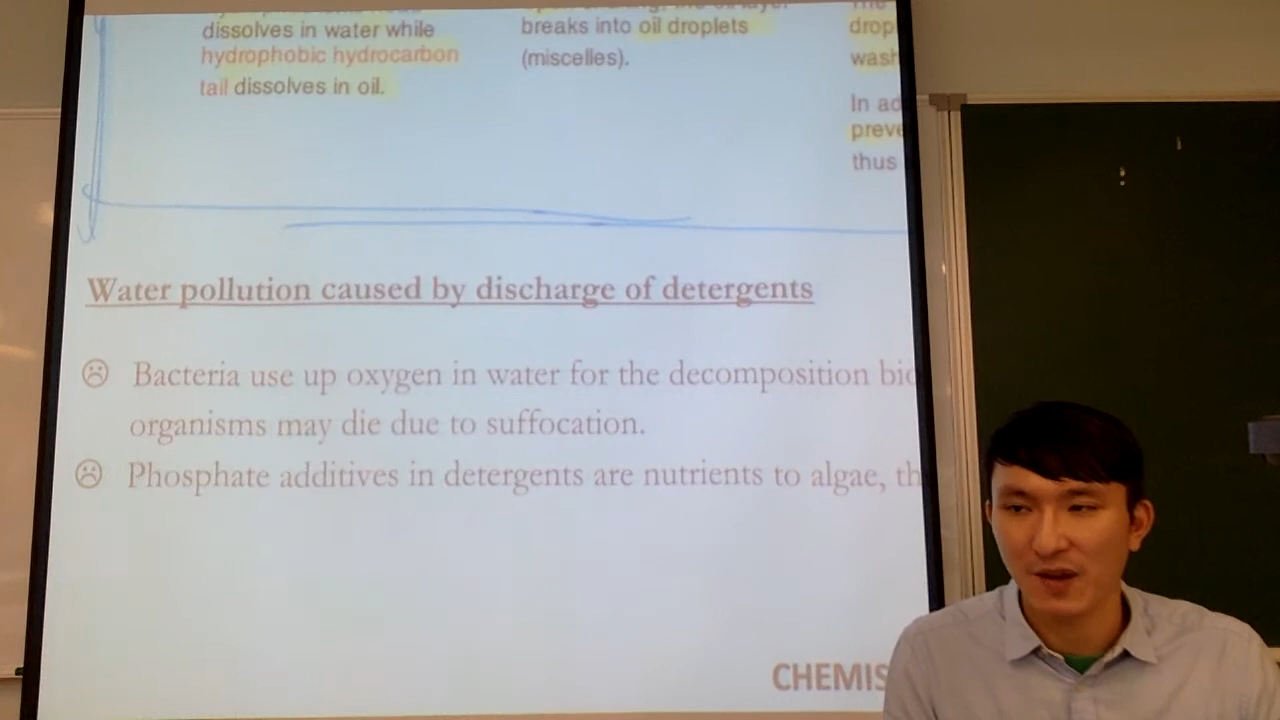 dissolves in water while
hydrophobic hydrocarbon
tail dissolves in oil.
breaks into oil droplets
(miscelles).
drop
wash
In ad
preve
thus
Water pollution caused by discharge of detergents
Bacteria use up oxygen in water for the decomposition bio
organisms may die due to suffocation.
Phosphate additives in detergents are nutrients to algae, th
CHEMIS